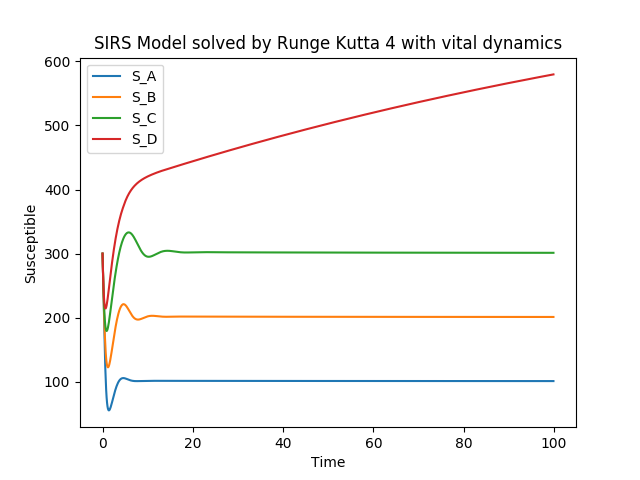 SIRS Model solved by Runge Kutta 4 with vital dynamics
600
S_A
S_B
S_C
S_D
500
400
300
200
100
Susceptible
0
20
40
60
80
100
Time